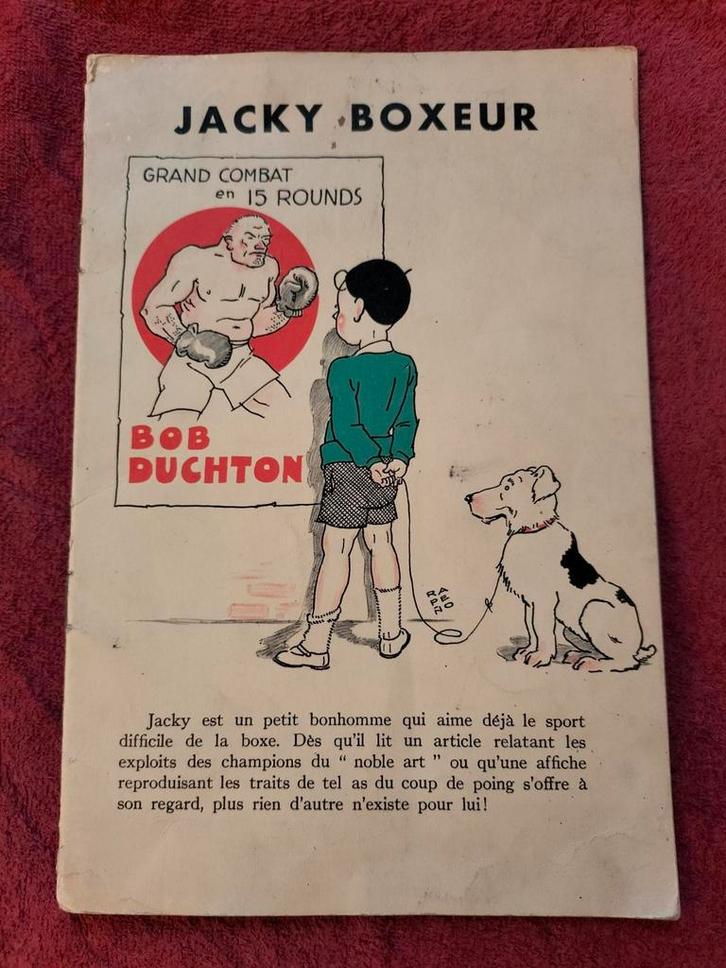 JACKY BOXEUR
GRAND COMBAT
en 15 ROUNDS
BOB
DUCHTON
Jacky est un petit bonhomme qui aime déjà le sport
difficile de la boxe. Dès qu'il lit un article relatant les
exploits des champions du “ noble art ” ou qu'une affiche
reproduisant les traits de tel as du coup de poing s'offre à
son regard, plus rien d'autre n'existe pour lui!